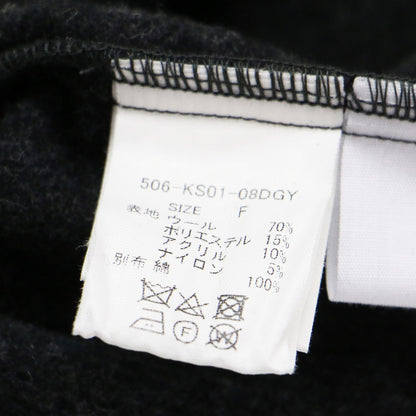 506-KS01-08DGY
表地 SIZE F
ウール 70%
ポリエステル 15%
アクリル 10%
ナイロン 5%
別布 綿 100%
F